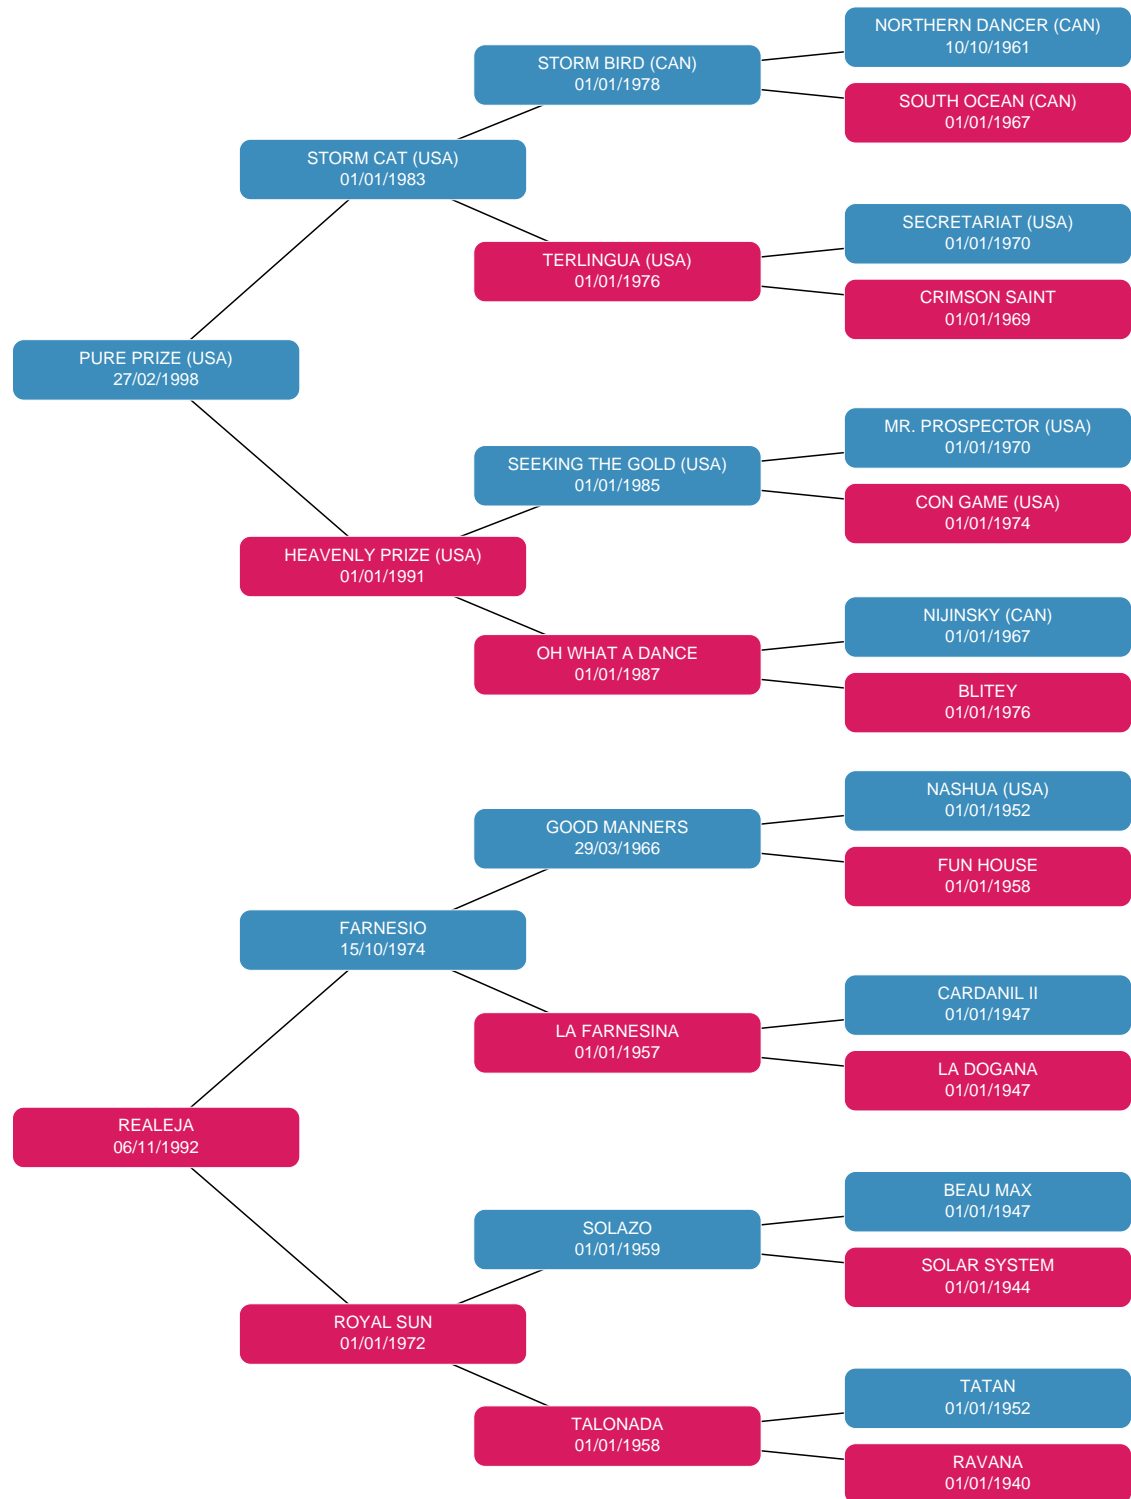 NORTHERN DANCER (CAN)
10/10/1961
STORM BIRD (CAN)
01/01/1978
SOUTH OCEAN (CAN)
01/01/1967
STORM CAT (USA)
01/01/1983
SECRETARIAT (USA)
01/01/1970
TERLINGUA (USA)
01/01/1976
CRIMSON SAINT
01/01/1969
PURE PRIZE (USA)
27/02/1998
MR. PROSPECTOR (USA)
01/01/1970
SEEKING THE GOLD (USA)
01/01/1985
CON GAME (USA)
01/01/1974
HEAVENLY PRIZE (USA)
01/01/1991
NIJINSKY (CAN)
01/01/1967
OH WHAT A DANCE
01/01/1987
BLITEY
01/01/1976
NASHUA (USA)
01/01/1952
GOOD MANNERS
29/03/1966
FUN HOUSE
01/01/1958
FARNESIO
15/10/1974
CARDANIL II
01/01/1947
LA FARNESINA
01/01/1957
LA DOGANA
01/01/1947
REALEJA
06/11/1992
BEAU MAX
01/01/1947
SOLAZO
01/01/1959
SOLAR SYSTEM
01/01/1944
ROYAL SUN
01/01/1972
TATAN
01/01/1952
TALONADA
01/01/1958
RAVANA
01/01/1940